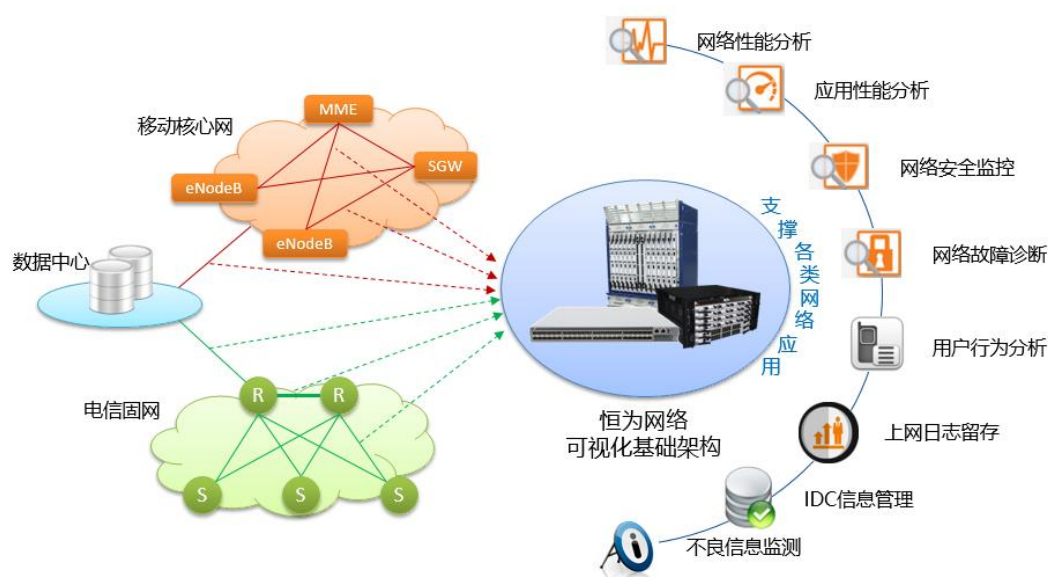 网络性能分析
应用性能分析
移动核心网
MME
SGW
eNodeB
eNodeB
网络安全监控
支撑各类网络应用
数据中心
网络故障诊断
用户行为分析
电信固网
R
R
恒为网络
可视化基础架构
上网日志留存
S
S
S
IDC信息管理
不良信息监测